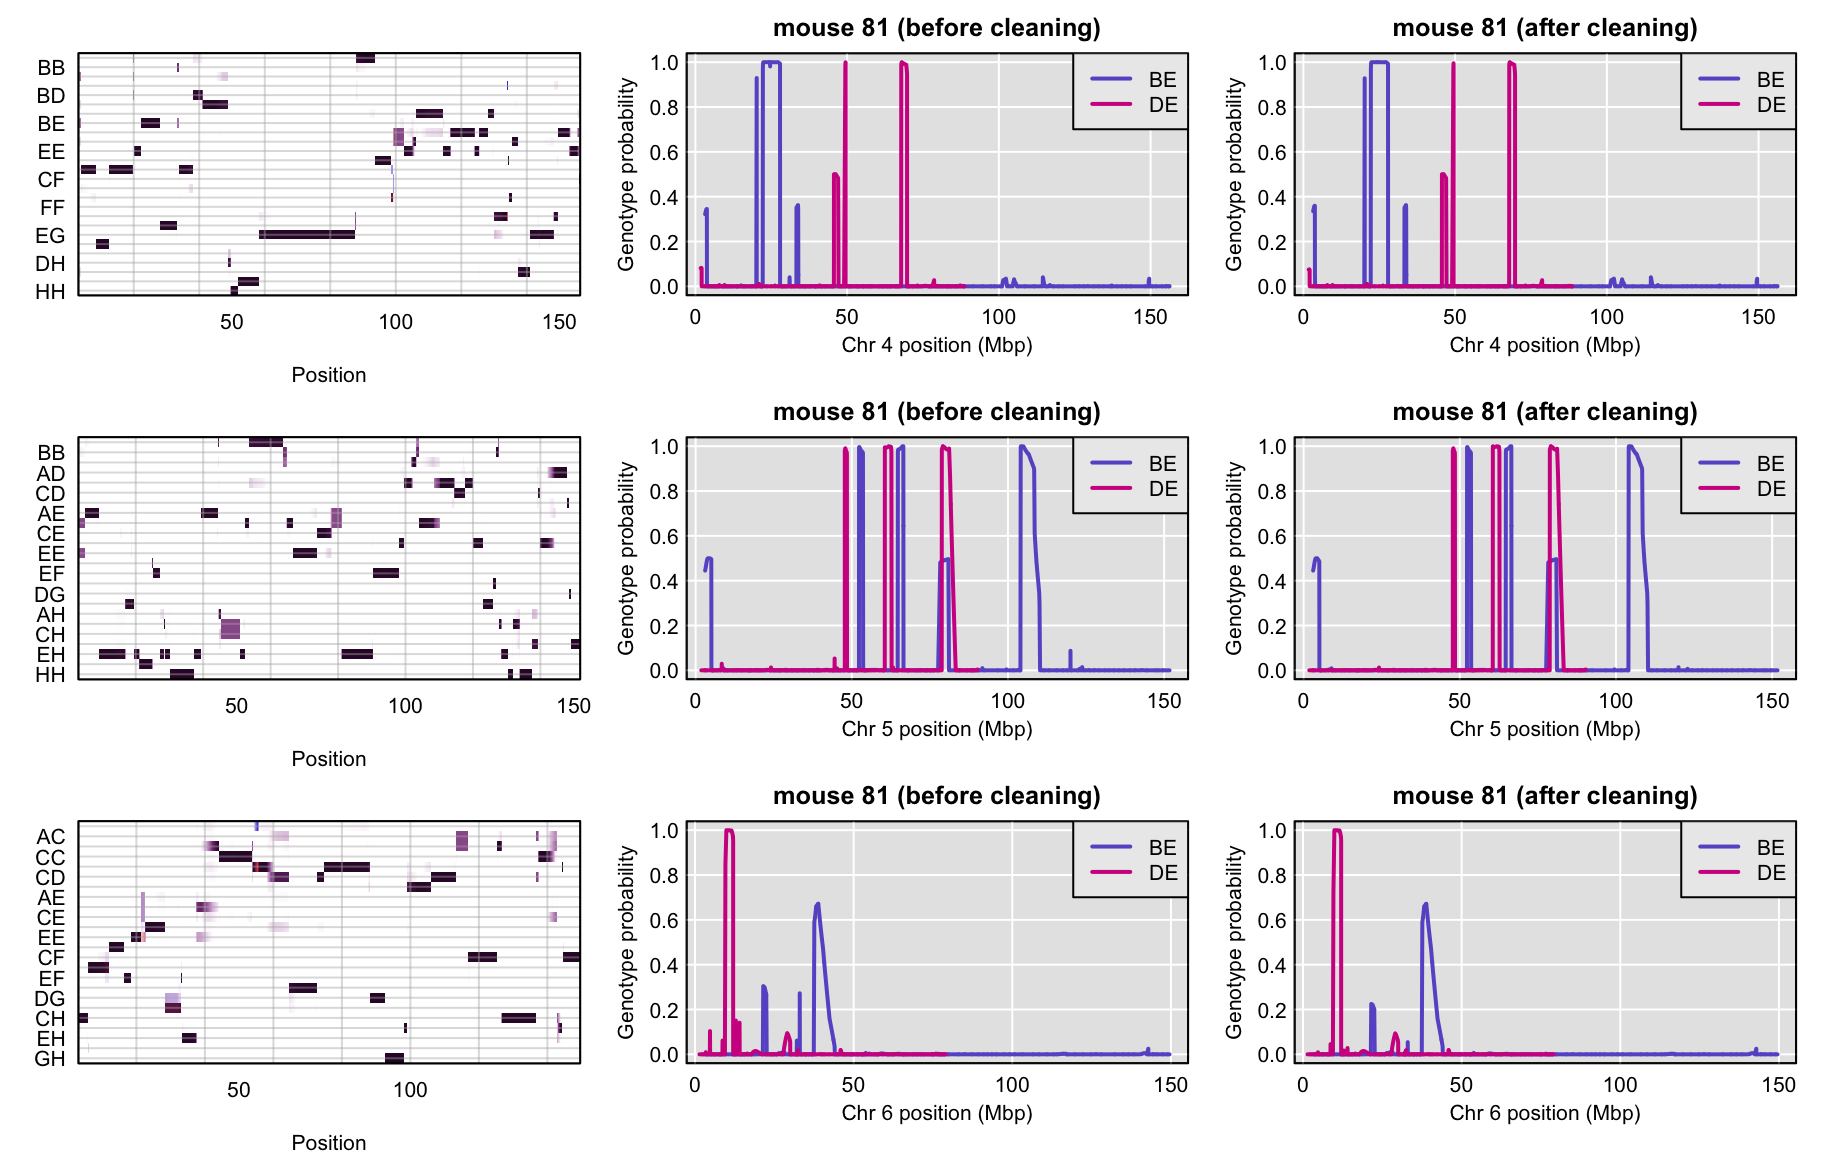 mouse 81 (before cleaning)
mouse 81 (after cleaning)
BB
BD
BE
EE
CF
FF
EG
DH
HH
50
100
150
Position
Genotype probability
1.0
0.8
0.6
0.4
0.2
0.0
0
50
100
150
Chr 4 position (Mbp)
BE
DE
Genotype probability
1.0
0.8
0.6
0.4
0.2
0.0
0
50
100
150
Chr 4 position (Mbp)
BE
DE
mouse 81 (before cleaning)
mouse 81 (after cleaning)
BB
AD
CD
AE
CE
EE
EF
DG
AH
CH
EH
HH
50
100
150
Position
Genotype probability
1.0
0.8
0.6
0.4
0.2
0.0
0
50
100
150
Chr 5 position (Mbp)
BE
DE
Genotype probability
1.0
0.8
0.6
0.4
0.2
0.0
0
50
100
150
Chr 5 position (Mbp)
BE
DE
mouse 81 (before cleaning)
mouse 81 (after cleaning)
AC
CC
CD
AE
CE
EE
CF
EF
DG
CH
EH
GH
50
100
Position
Genotype probability
1.0
0.8
0.6
0.4
0.2
0.0
0
50
100
150
Chr 6 position (Mbp)
BE
DE
Genotype probability
1.0
0.8
0.6
0.4
0.2
0.0
0
50
100
150
Chr 6 position (Mbp)
BE
DE